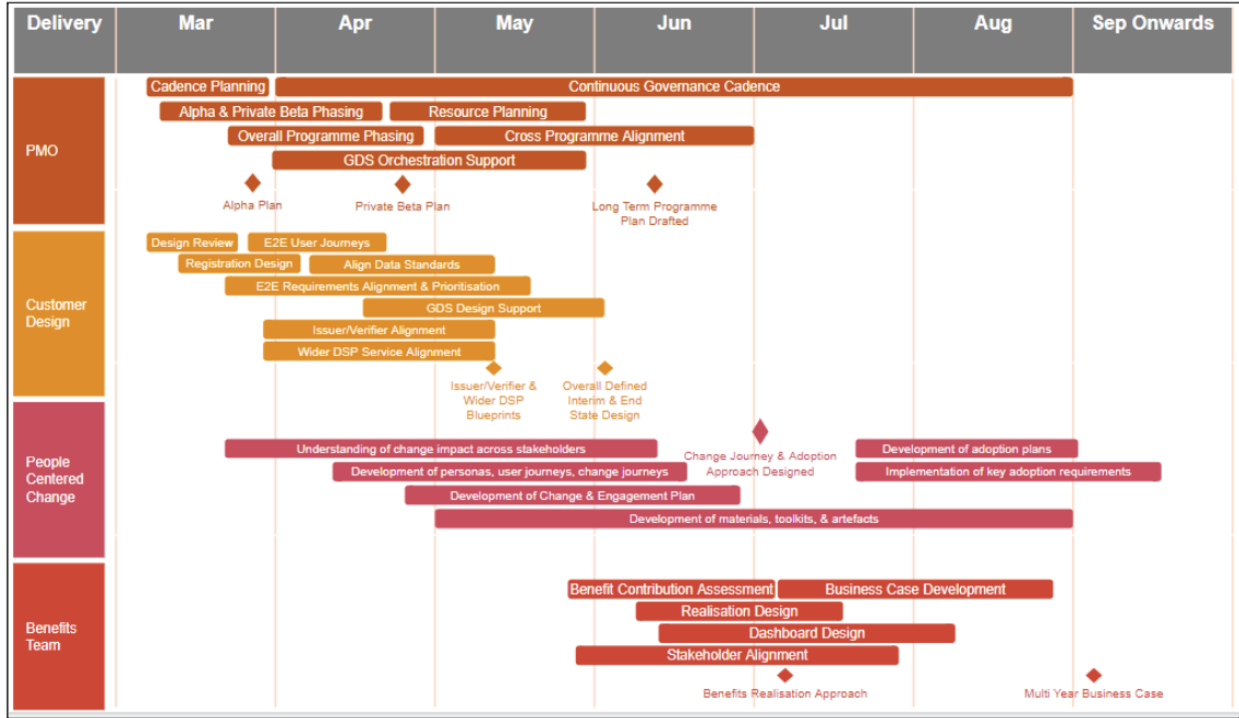 Delivery
Mar
Apr
May
Jun
Jul
Aug
Sep Onwards
PMO
Cadence Planning
Continuous Governance Cadence
Alpha & Private Beta Phasing
Resource Planning
Overall Programme Phasing
Cross Programme Alignment
GDS Orchestration Support
Alpha Plan
Private Beta Plan
Long Term Programme
Plan Drafted
Customer
Design
Design Review
E2E User Journeys
Registration Design
Align Data Standards
E2E Requirements Alignment & Prioritisation
GDS Design Support
Issuer/Verifier Alignment
Wider DSP Service Alignment
Issuer/Verifier &
Wider DSP
Blueprints
Overall Defined
Interim & End
State Design
People
Centered
Change
Understanding of change impact across stakeholders
Change Journey & Adoption
Approach Designed
Development of adoption plans
Development of personas, user journeys, change journeys
Implementation of key adoption requirements
Development of Change & Engagement Plan
Development of materials, toolkits, & artefacts
Benefits
Team
Benefit Contribution Assessment
Business Case Development
Realisation Design
Dashboard Design
Stakeholder Alignment
Benefits Realisation Approach
Multi Year Business Case